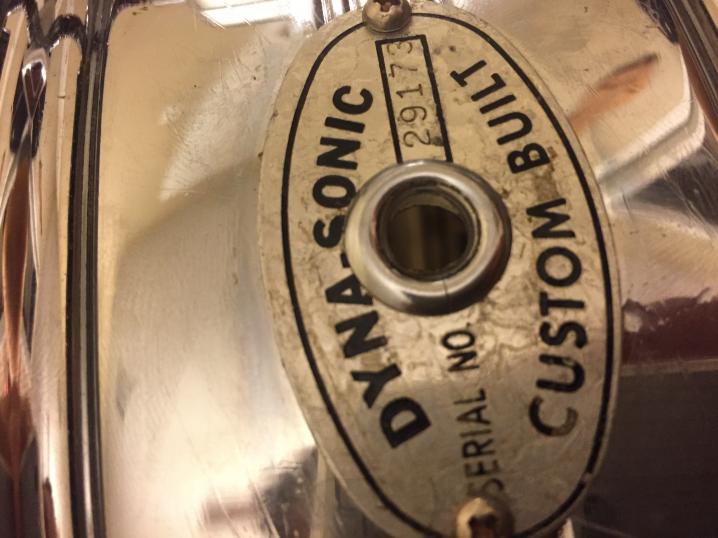 DYNA-SONIC
SERIAL NO. 29173
CUSTOM BUILT